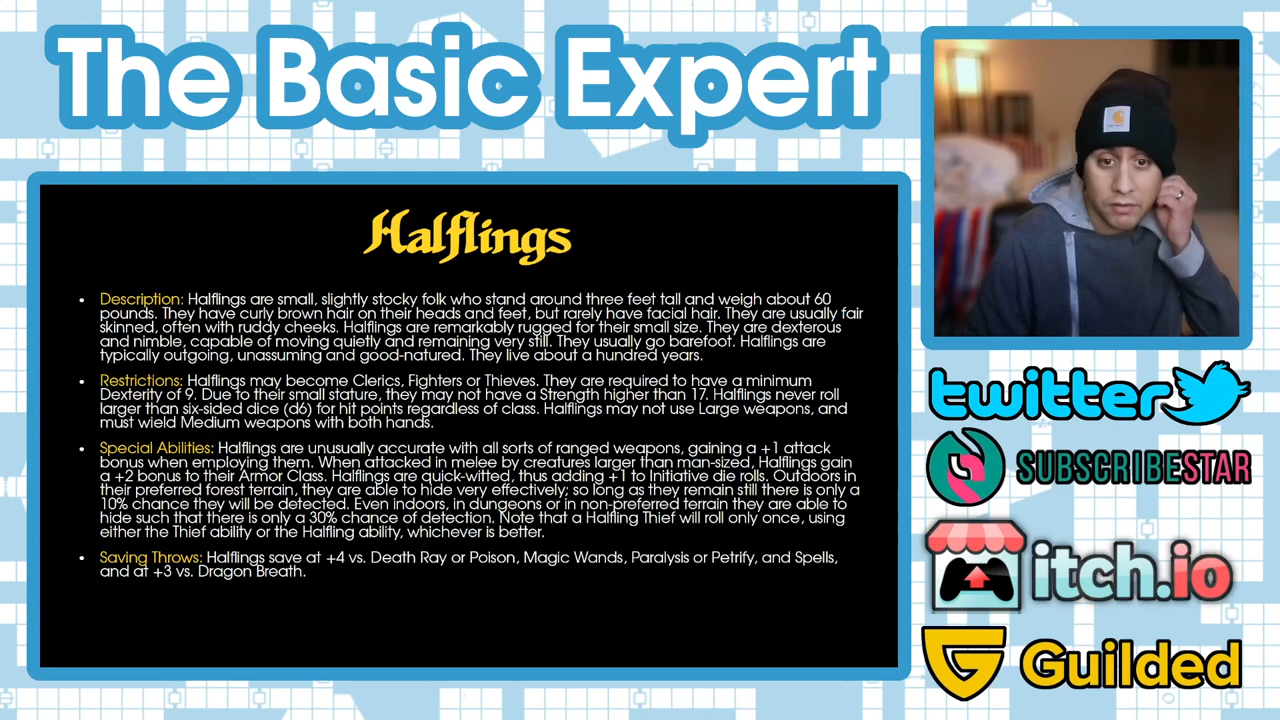 The Basic Expert
Halflings
• Description: Halflings are small, slightly stocky folk who stand around three feet tall and weigh about 60
pounds. They have curly brown hair on their heads and feet, but rarely have facial hair. They are usually fair
skinned, often with ruddy cheeks. Halflings are remarkably rugged for their small size. They are dexterous
and nimble, capable of moving quietly and remaining very still. They usually go barefoot. Halflings are
typically outgoing, unassuming and good-natured. They live about a hundred years.
• Restrictions: Halflings may become Clerics, Fighters or Thieves. They are required to have a minimum
Dexterity of 9. Due to their small stature, they may not have a Strength higher than 17. Halflings never roll
larger than six-sided dice (d6) for hit points regardless of class. Halflings may not use Large weapons, and
must wield Medium weapons with both hands.
• Special Abilities: Halflings are unusually accurate with all sorts of ranged weapons, gaining a +1 attack
bonus when employing them. When attacked in melee by creatures larger than man-sized, Halflings gain
a +2 bonus to their Armor Class. Halflings are quick-witted, thus adding +1 to Initiative die rolls. Outdoors in
their preferred forest terrain, they are able to hide very effectively; so long as they remain still there is only a
10% chance they will be detected. Even indoors, in dungeons or in non-preferred terrain they are able to
hide such that there is only a 30% chance of detection. Note that a Halfling Thief will roll only once, using
either the Thief ability or the Halfling ability, whichever is better.
• Saving Throws: Halflings save at +4 vs. Death Ray or Poison, Magic Wands, Paralysis or Petrify, and Spells,
and at +3 vs. Dragon Breath.
twitter
SUBSCRIBESTAR
itch.io
Guilded